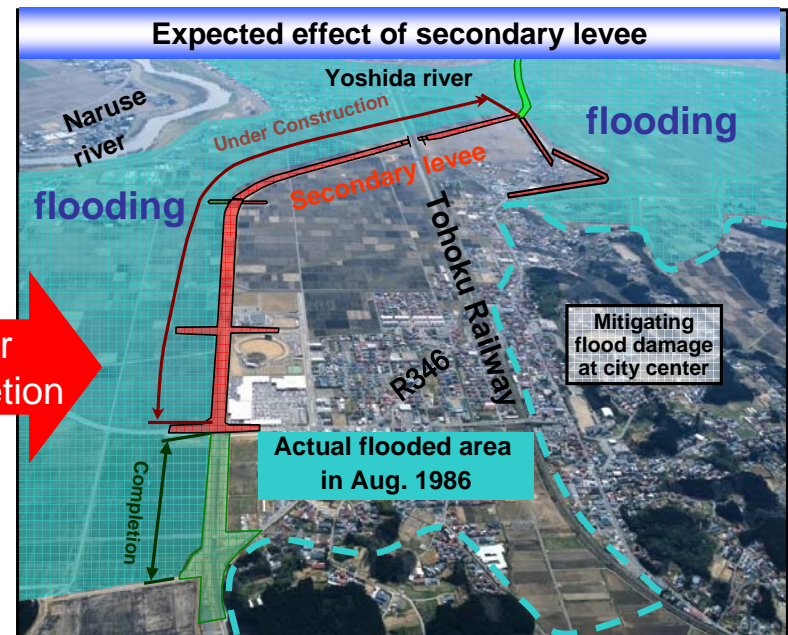 Expected effect of secondary levee
Yoshida river
Naruse
river
Under Construction
flooding
Secondary levee
flooding
Tohoku Railway
Mitigating
flood damage
at city center
R346
Actual flooded area
in Aug. 1986
Completion